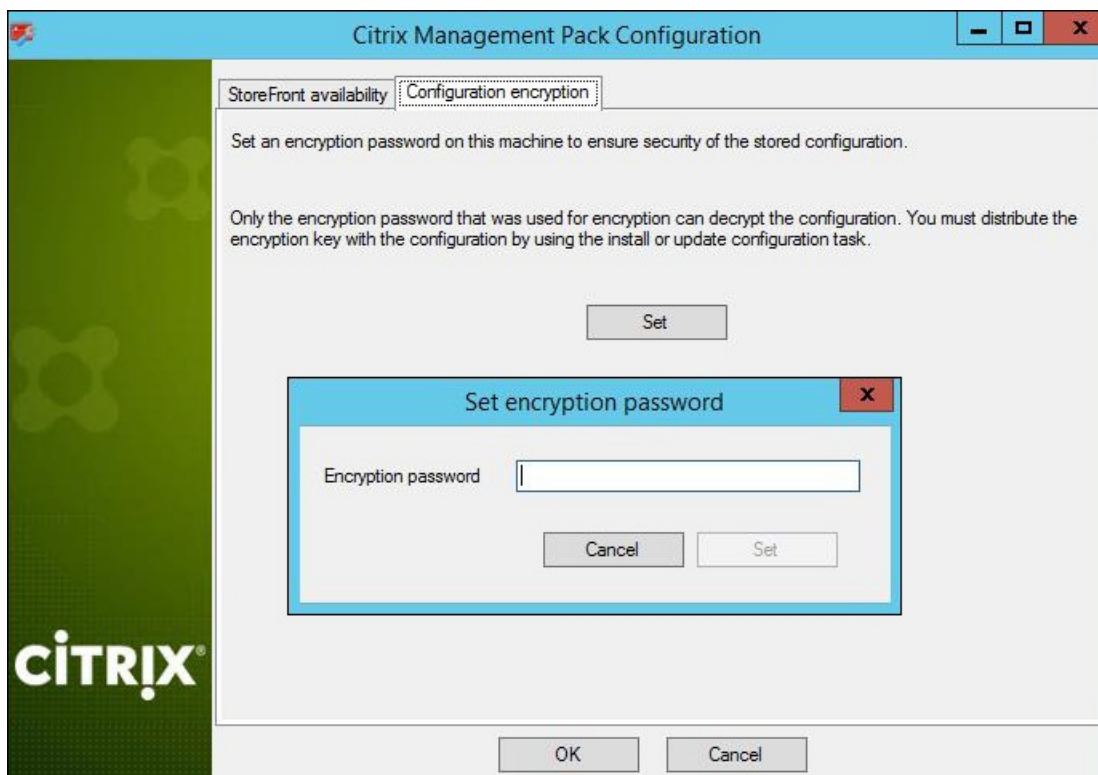 Citrix Management Pack Configuration
StoreFront availability
Configuration encryption
Set an encryption password on this machine to ensure security of the stored configuration.
Only the encryption password that was used for encryption can decrypt the configuration. You must distribute the
encryption key with the configuration by using the install or update configuration task.
Set
Set encryption password
Encryption password
Cancel
Set
CİTRIX®
OK
Cancel